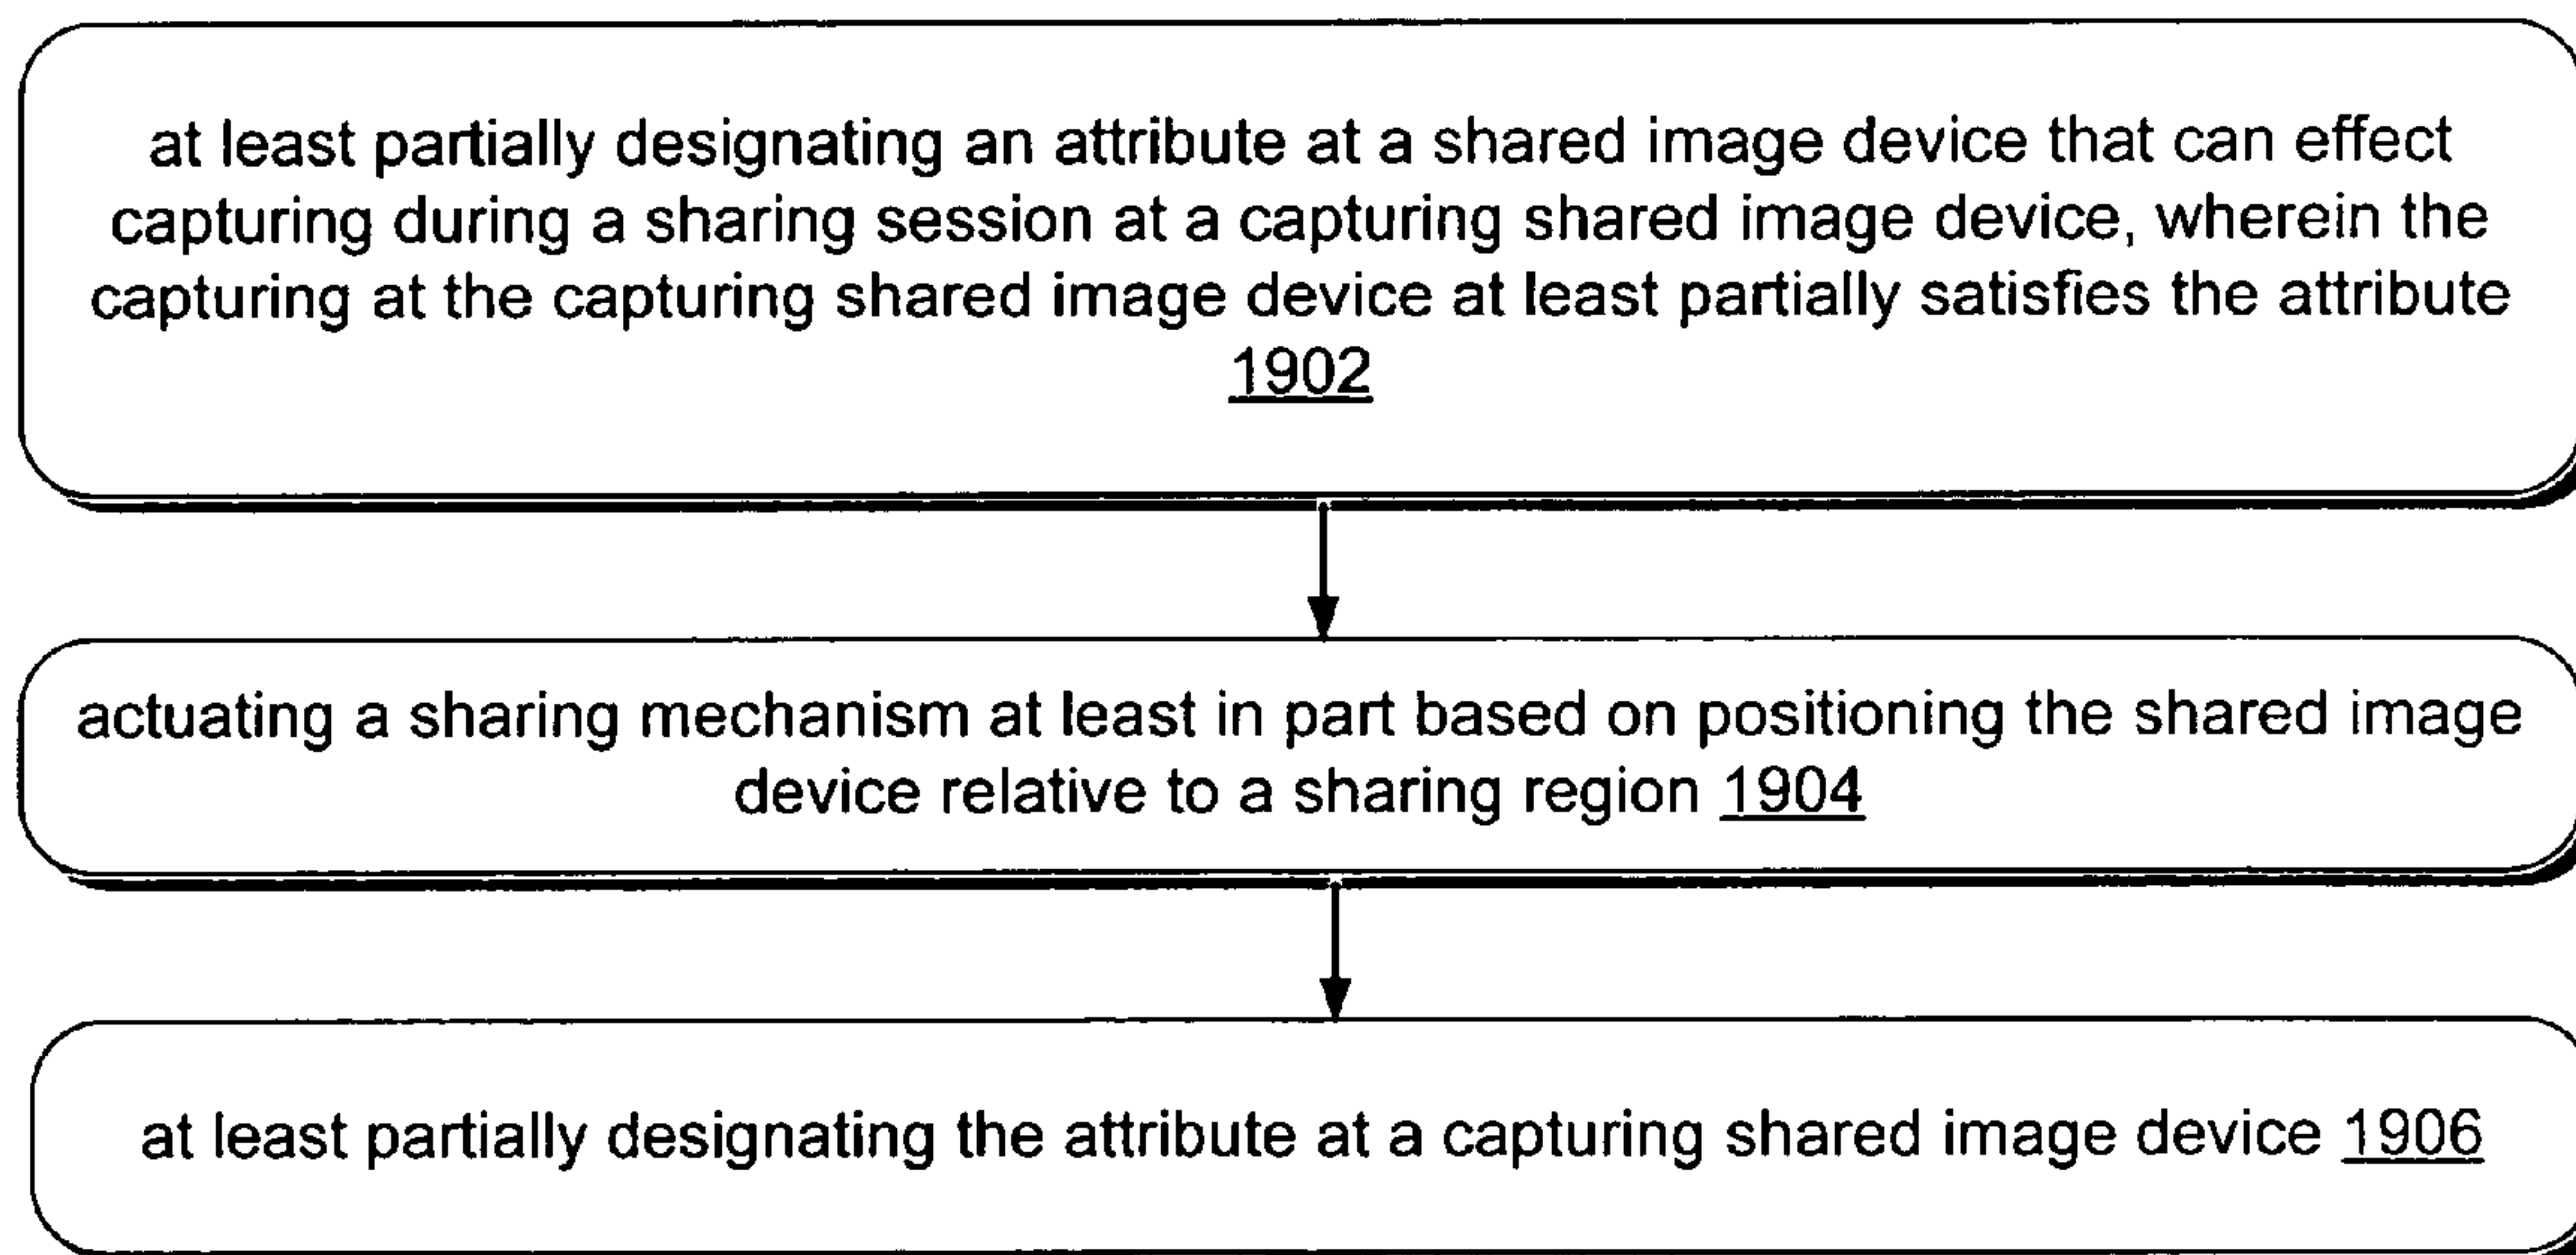 at least partially designating an attribute at a shared image device that can effect
capturing during a sharing session at a capturing shared image device, wherein the
capturing at the capturing shared image device at least partially satisfies the attribute
1902
actuating a sharing mechanism at least in part based on positioning the shared image
device relative to a sharing region 1904
at least partially designating the attribute at a capturing shared image device 1906